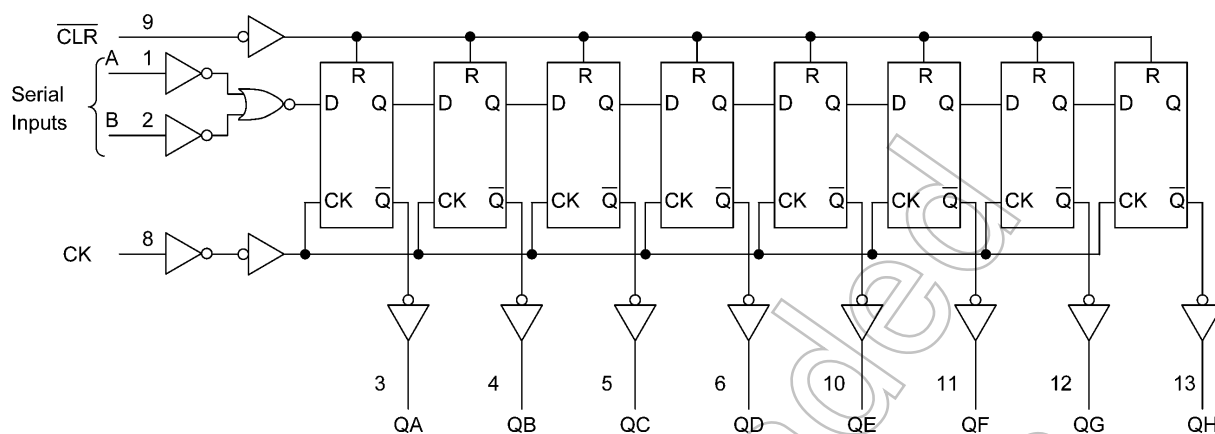 CLR 9
A 1
Serial
Inputs
B 2
R R R R R R R R
D Q D Q D Q D Q D Q D Q D Q D Q
CK Q CK Q CK Q CK Q CK Q CK Q CK Q CK Q
CK 8
3 4 5 6 10 11 12 13
QA QB QC QD QE QF QG QH